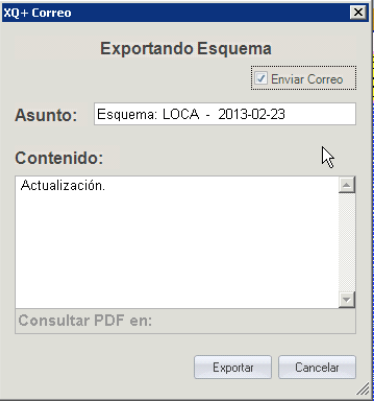 XQ+ Correo
Exportando Esquema
Enviar Correo
Asunto: Esquema: LOCA - 2013-02-23
Contenido:
Actualización.
Consultar PDF en:
Exportar Cancelar